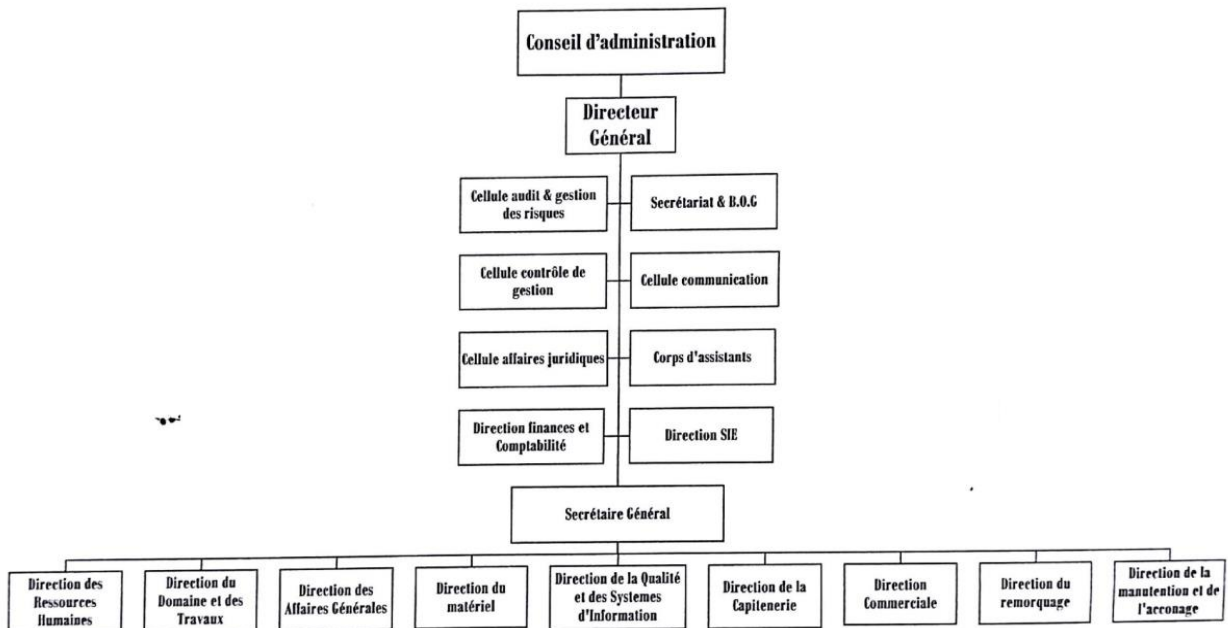 Conseil d'administration
Directeur
Général
Cellule audit & gestion
des risques
Secrétariat & B.O.G
Cellule contrôle de
gestion
Cellule communication
Cellule affaires juridiques
Corps d'assistants
Direction finances et
Comptabilité
Direction SIE
Secrétaire Général
Direction des
Ressources
Humaines
Direction du
Domaine et des
Travaux
Direction des
Affaires Générales
Direction du
matériel
Direction de la Qualité
et des Systèmes
d'Information
Direction de la
Capitenerie
Direction
Commerciale
Direction du
remorquage
Direction de la
manutention et de
l'acconage